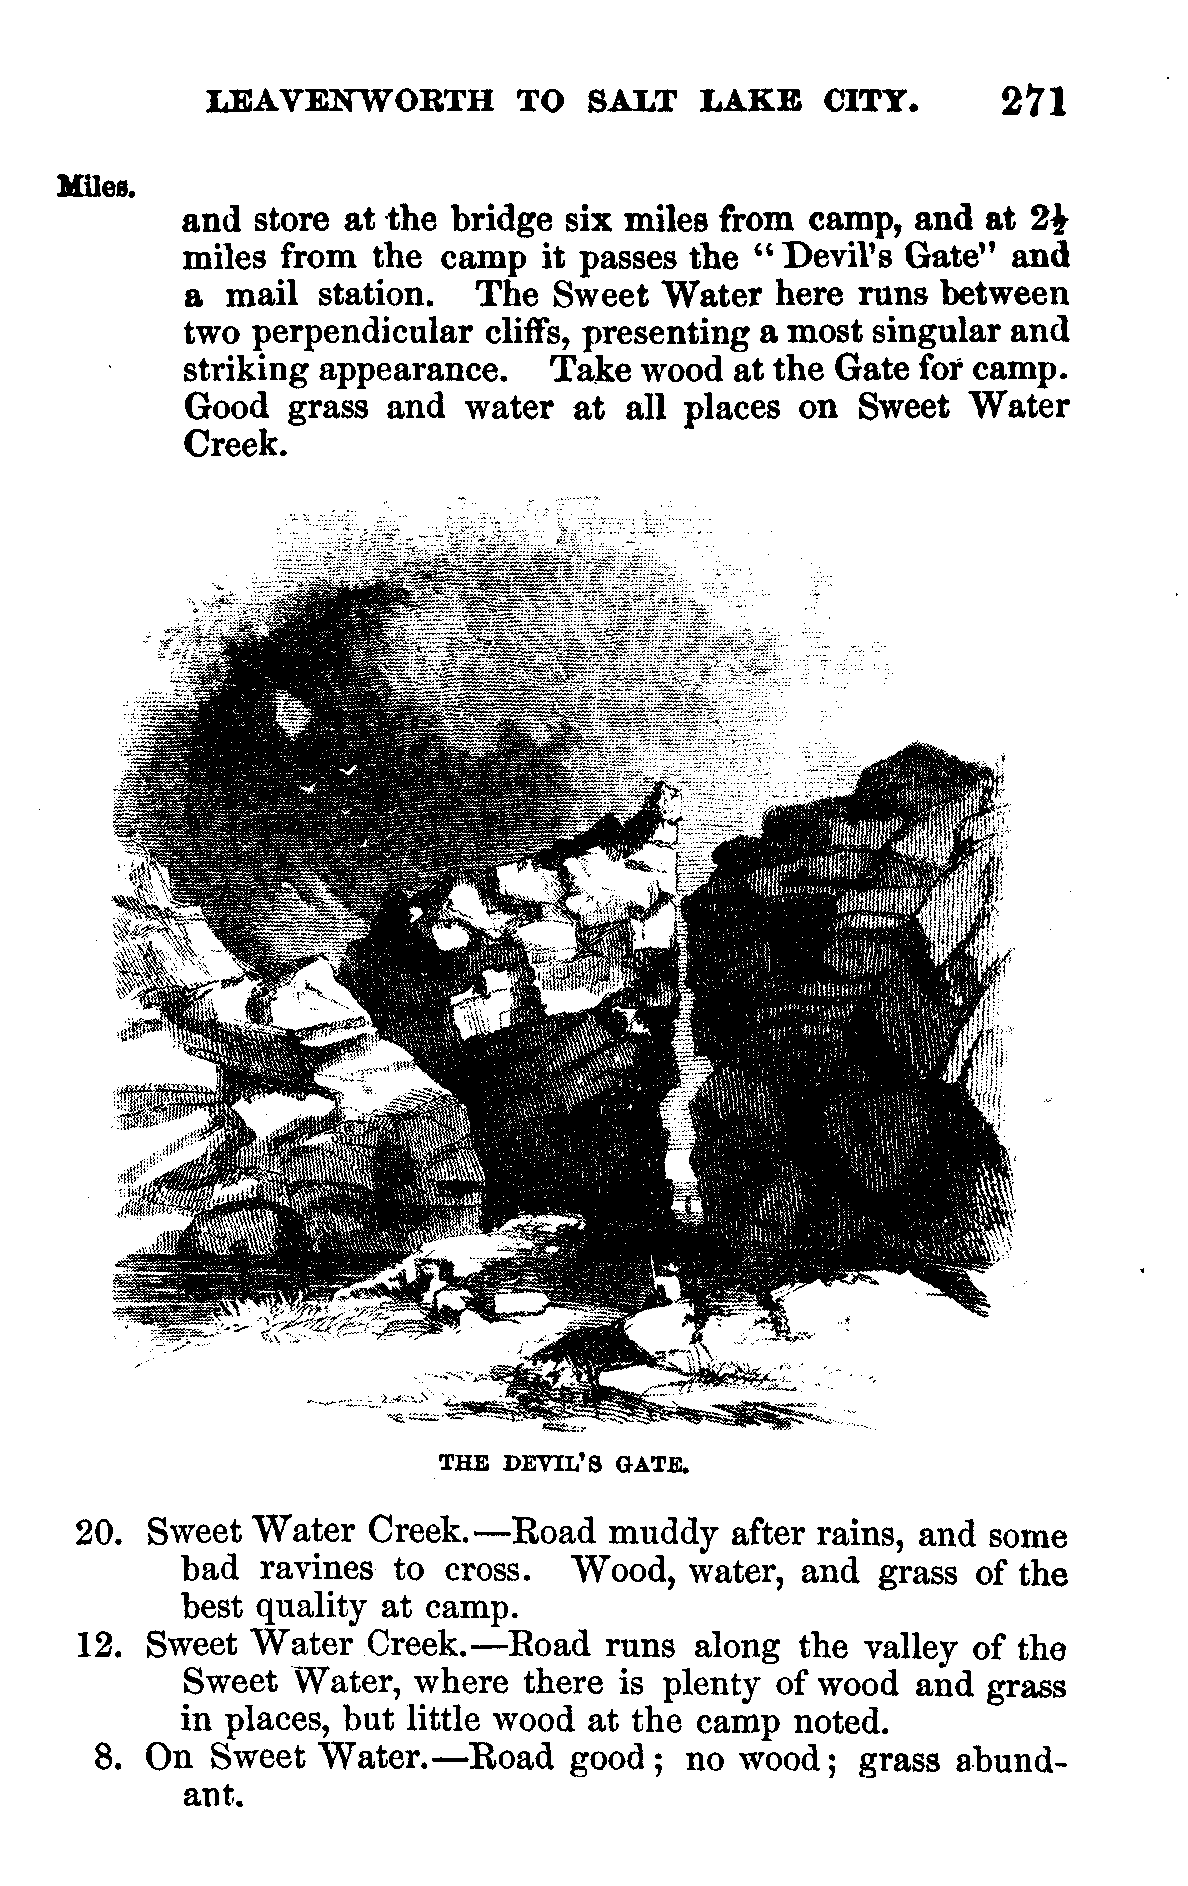 LEAVENWORTH TO SALT LAKE CITY. 271
Miles.
and store at the bridge six miles from camp, and at 2½
miles from the camp it passes the “Devil's Gate” and
a mail station. The Sweet Water here runs between
two perpendicular cliffs, presenting a most singular and
striking appearance. Take wood at the Gate for camp.
Good grass and water at all places on Sweet Water
Creek.
THE DEVIL'S GATE.
20. Sweet Water Creek.—Road muddy after rains, and some
bad ravines to cross. Wood, water, and grass of the
best quality at camp.
12. Sweet Water Creek.—Road runs along the valley of the
Sweet Water, where there is plenty of wood and grass
in places, but little wood at the camp noted.
8. On Sweet Water.—Road good; no wood; grass abund-
ant.